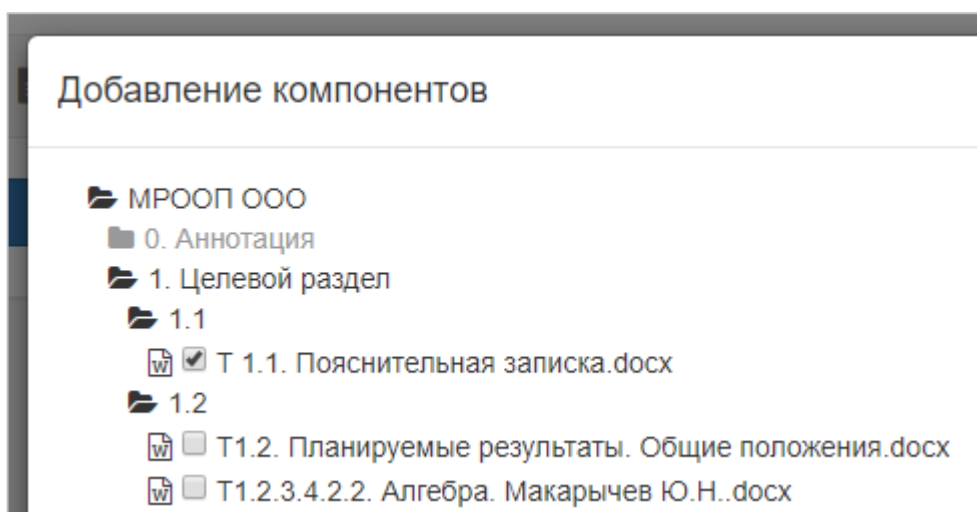 Добавление компонентов
МРООП ООО
0. Аннотация
1. Целевой раздел
1.1
Т 1.1. Пояснительная записка.docx
1.2
Т1.2. Планируемые результаты. Общие положения.docx
Т1.2.3.4.2.2. Алгебра. Макарычев Ю.Н..docx